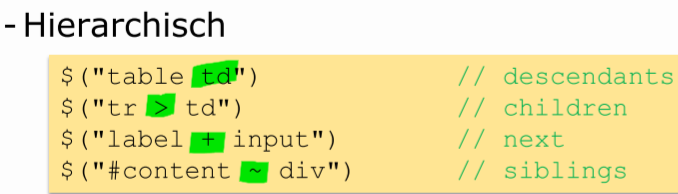 - Hierarchisch
$("table td") // descendants
$("tr > td") // children
$("label + input") // next
$("#content ~ div") // siblings